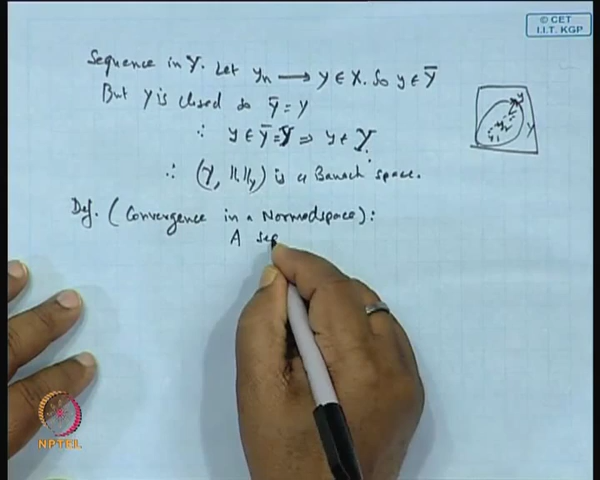 © CET
I.I.T. KGP
Sequence in Y. Let yn → y ∈ X. So y ∈ Ȳ
But Y is closed so Ȳ = Y
∴ y ∈ Ȳ = Y ⇒ y ∈ Y.
∴ (Y, ‖ ‖y) is a Banach space.
Def. (Convergence in a Normed space):
A seq
NPTEL